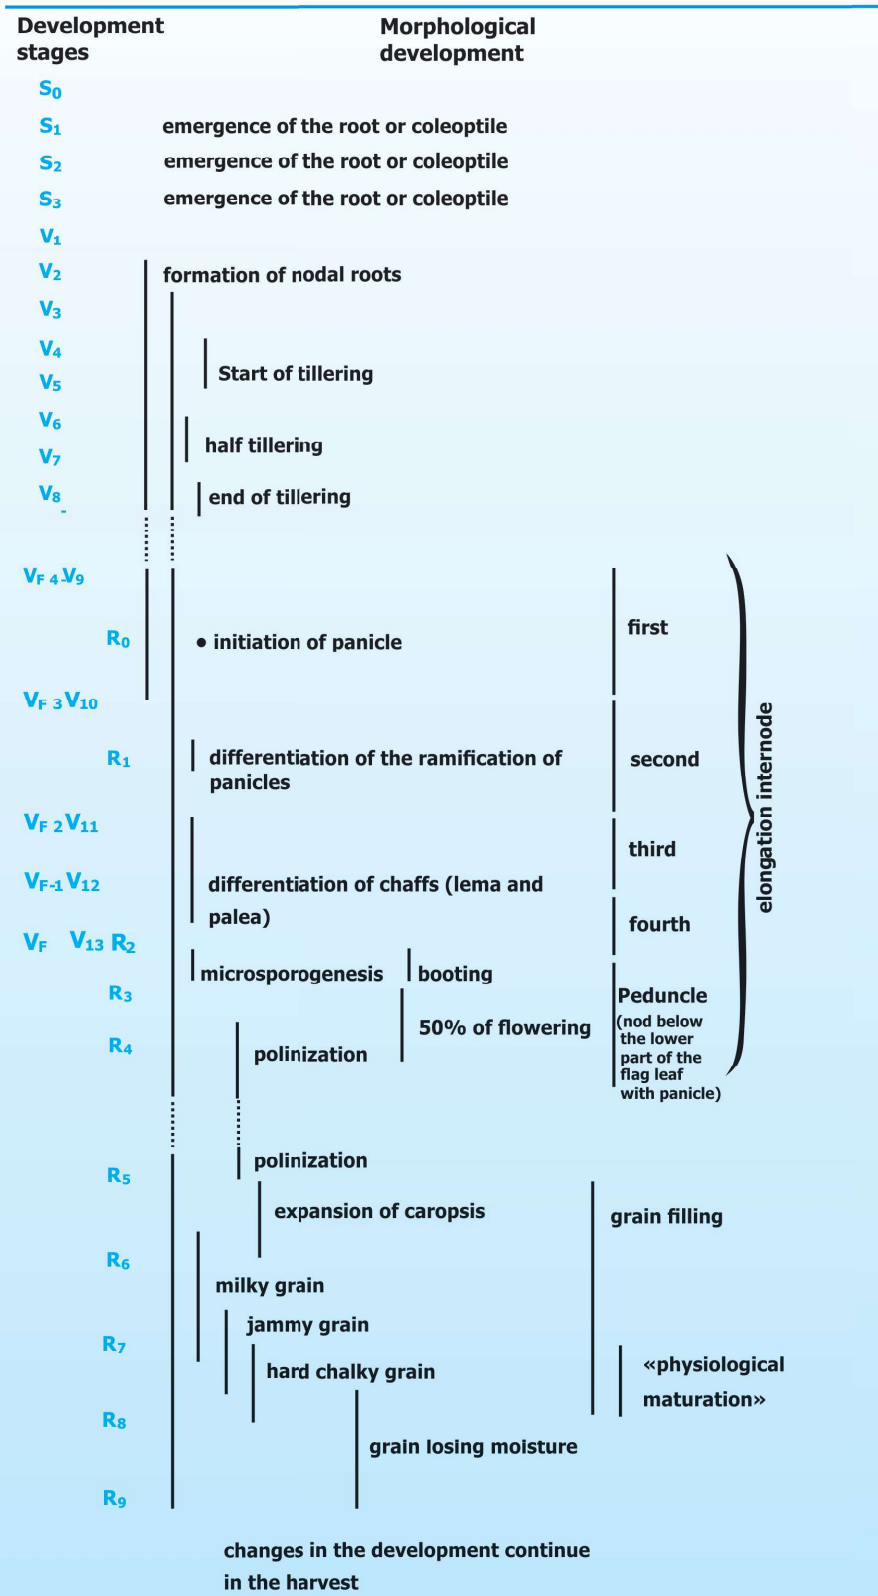 Development
stages
Morphological
development
S0
S1 emergence of the root or coleoptile
S2 emergence of the root or coleoptile
S3 emergence of the root or coleoptile
V1
V2 formation of nodal roots
V3
V4
Start of tillering
V5
V6
half tillering
V7
V8 end of tillering
-
VF 4-V9
first
R0 • initiation of panicle
VF 3 V10
elongation internode
R1 differentiation of the ramification of
panicles
second
VF 2 V11
third
VF-1 V12 differentiation of chaffs (lema and
palea)
fourth
VF V13 R2
microsporogenesis booting
R3
Peduncle
(nod below
the lower
part of the
flag leaf
with panicle)
50% of flowering
R4 polinization
polinization
R5
expansion of caropsis
grain filling
R6
milky grain
jammy grain
R7
hard chalky grain
«physiological
maturation»
R8
grain losing moisture
R9
changes in the development continue
in the harvest